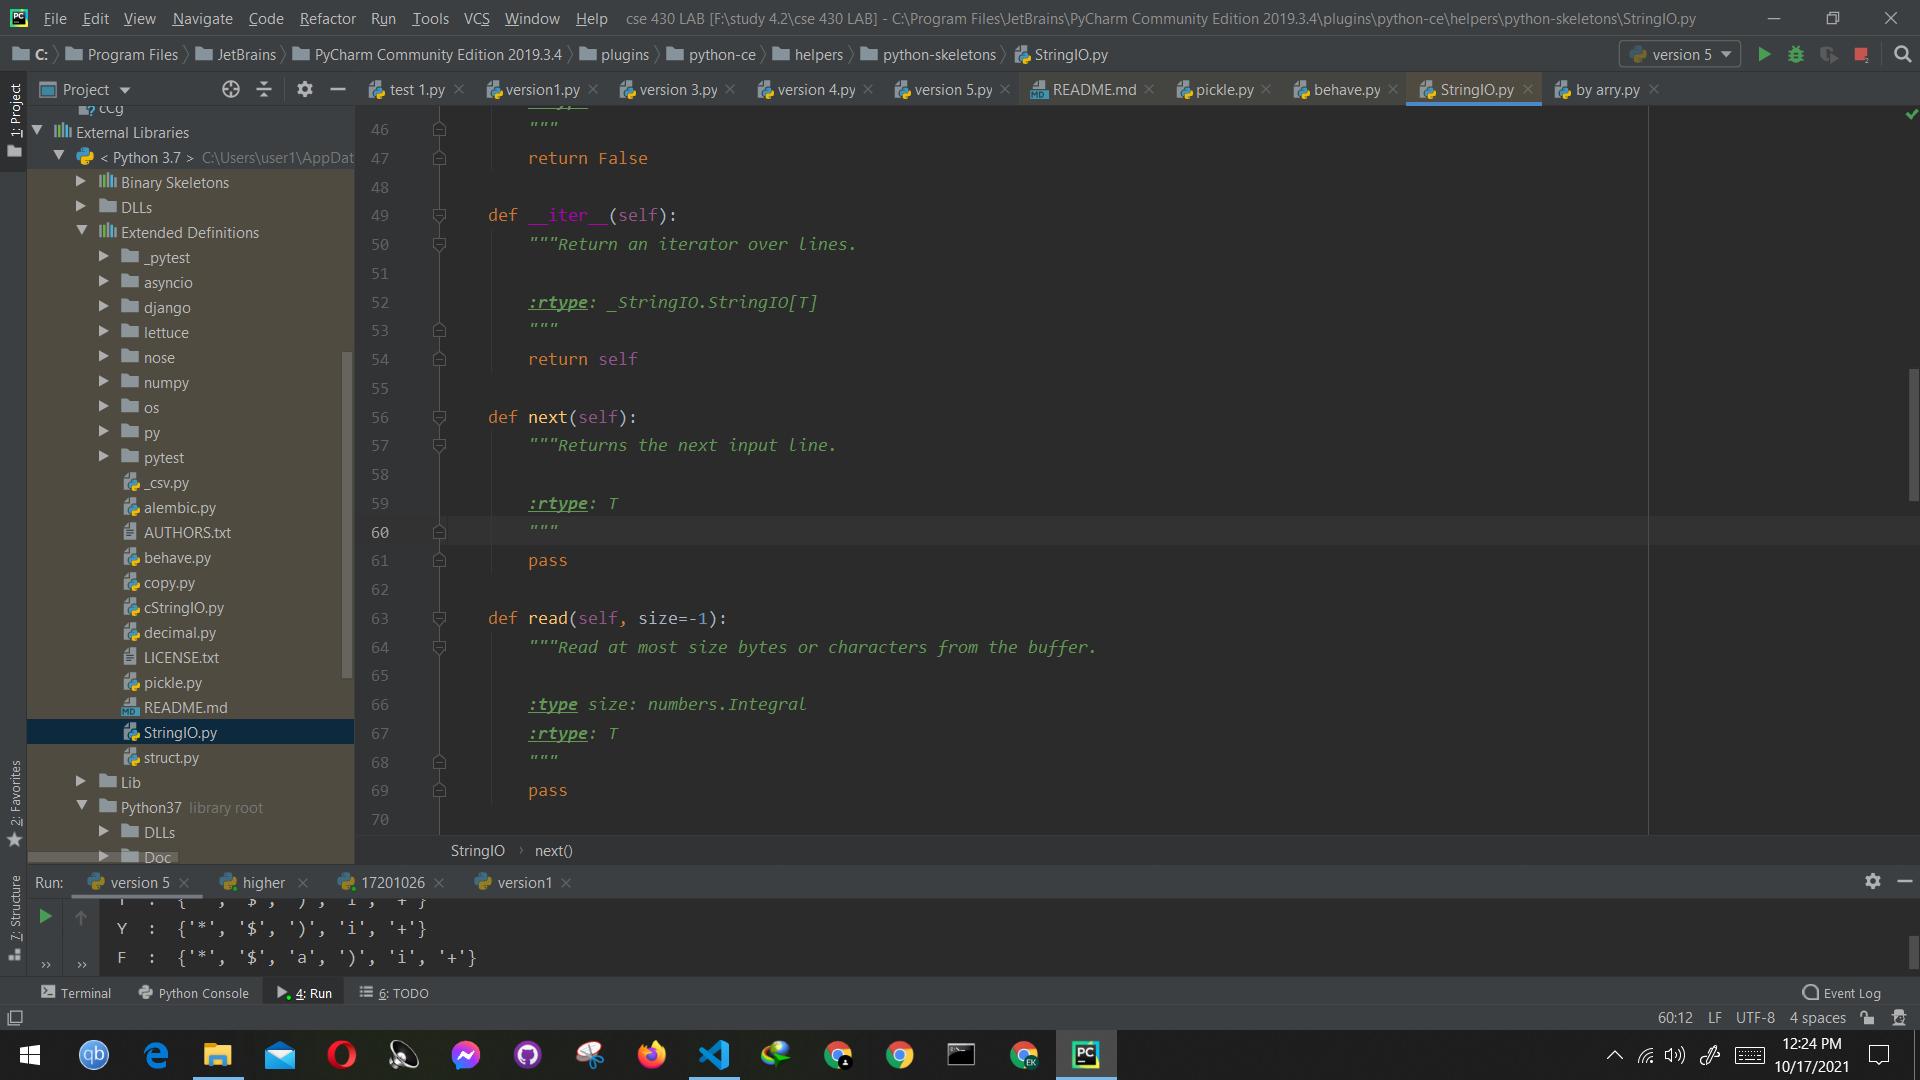 File Edit View Navigate Code Refactor Run Tools VCS Window Help cse 430 LAB [F:\study 4.2\cse 430 LAB] - C:\Program Files\JetBrains\PyCharm Community Edition 2019.3.4\plugins\python-ce\helpers\python-skeletons\StringIO.py
C: Program Files JetBrains PyCharm Community Edition 2019.3.4 plugins python-ce helpers python-skeletons StringIO.py version 5
Project test 1.py version1.py version 3.py version 4.py version 5.py README.md pickle.py behave.py StringIO.py by arry.py
1: Project
ccg
External Libraries
< Python 3.7 > C:\Users\user1\AppDat
Binary Skeletons
DLLs
Extended Definitions
_pytest
asyncio
django
lettuce
nose
numpy
os
py
pytest
_csv.py
alembic.py
AUTHORS.txt
behave.py
copy.py
cStringIO.py
decimal.py
LICENSE.txt
pickle.py
README.md
StringIO.py
struct.py
Lib
Python37 library root
DLLs
Doc
2: Favorites
7: Structure
46 """
47 return False
48
49 def __iter__(self):
50 """Return an iterator over lines.
51
52 :rtype: _StringIO.StringIO[T]
53 """
54 return self
55
56 def next(self):
57 """Returns the next input line.
58
59 :rtype: T
60 """
61 pass
62
63 def read(self, size=-1):
64 """Read at most size bytes or characters from the buffer.
65
66 :type size: numbers.Integral
67 :rtype: T
68 """
69 pass
70
StringIO › next()
Run: version 5 higher 17201026 version1
Y : {'*', '$', ')', 'i', '+'}
F : {'*', '$', 'a', ')', 'i', '+'}
Terminal Python Console 4: Run 6: TODO Event Log
60:12 LF UTF-8 4 spaces
12:24 PM
10/17/2021